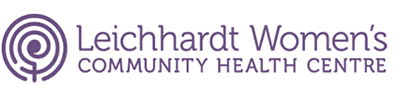 Leichhardt Women's
COMMUNITY HEALTH CENTRE